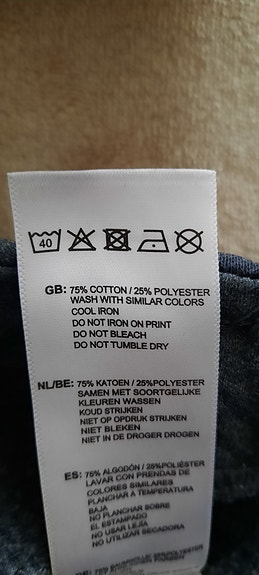 40
GB: 75% COTTON / 25% POLYESTER
WASH WITH SIMILAR COLORS
COOL IRON
DO NOT IRON ON PRINT
DO NOT BLEACH
DO NOT TUMBLE DRY
NL/BE: 75% KATOEN / 25%POLYESTER
SAMEN MET SOORTGELIJKE
KLEUREN WASSEN
KOUD STRIJKEN
NIET OP OPDRUK STRIJKEN
NIET BLEKEN
NIET IN DE DROGER DROGEN
ES: 75% ALGODÓN / 25%POLIÉSTER
LAVAR CON PRENDAS DE
COLORES SIMILARES
PLANCHAR A TEMPERATURA
BAJA
NO PLANCHAR SOBRE
EL ESTAMPADO
NO USAR LEJÍA
NO UTILIZAR SECADORA